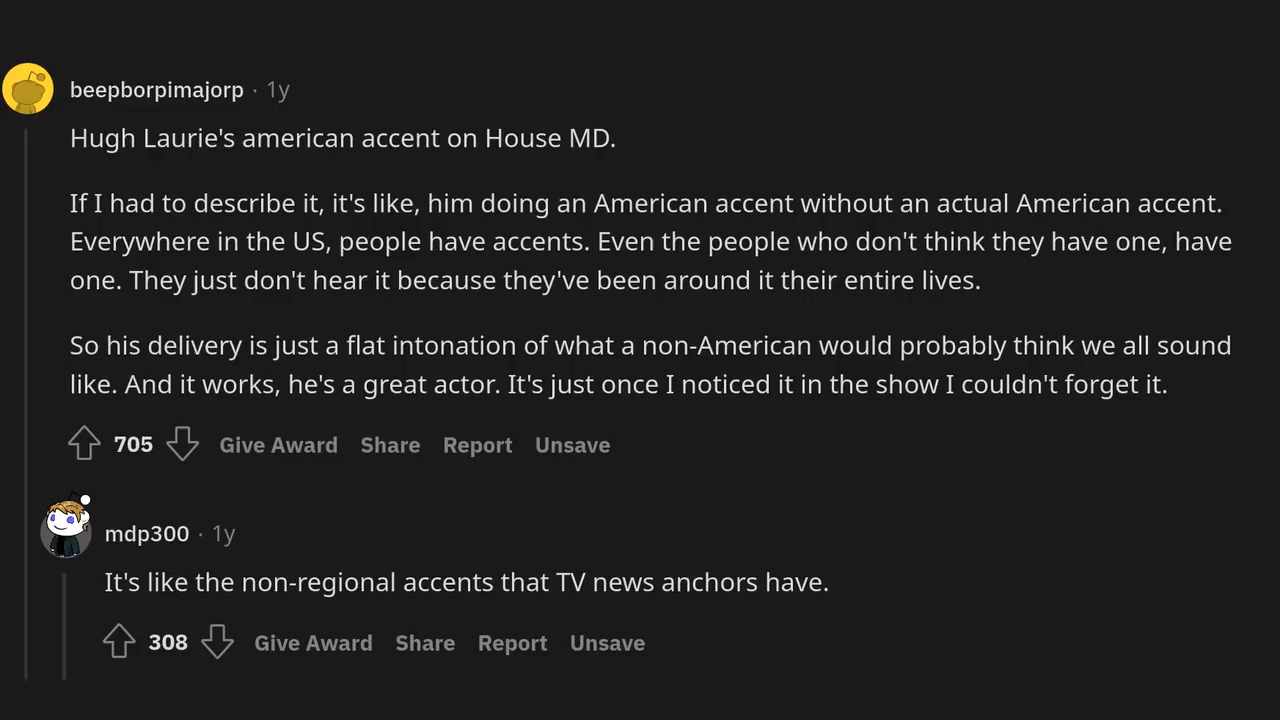 beepborpimajorp · 1y
Hugh Laurie's american accent on House MD.
If I had to describe it, it's like, him doing an American accent without an actual American accent.
Everywhere in the US, people have accents. Even the people who don't think they have one, have
one. They just don't hear it because they've been around it their entire lives.
So his delivery is just a flat intonation of what a non-American would probably think we all sound
like. And it works, he's a great actor. It's just once I noticed it in the show I couldn't forget it.
705 Give Award Share Report Unsave
mdp300 · 1y
It's like the non-regional accents that TV news anchors have.
308 Give Award Share Report Unsave